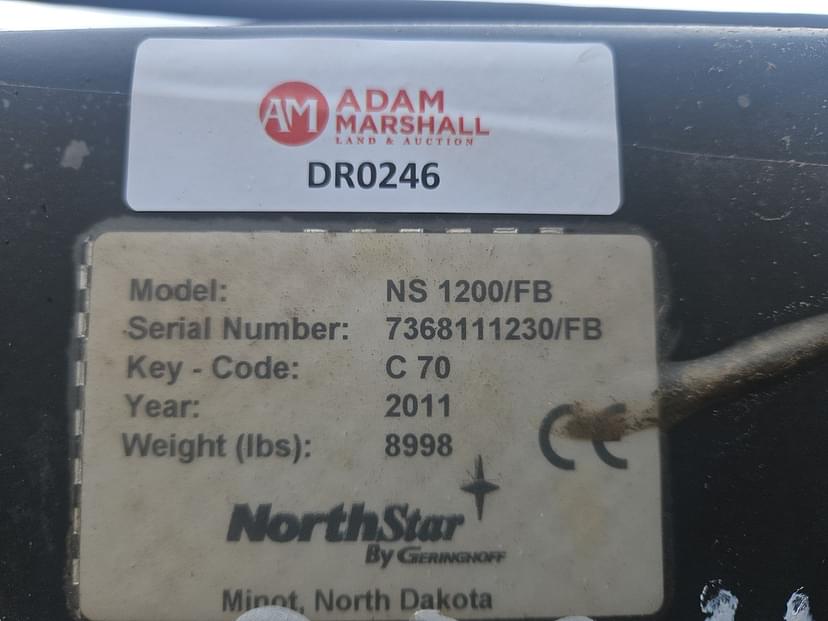 AM ADAM
MARSHALL
LAND & AUCTION
DR0246
Model: NS 1200/FB
Serial Number: 7368111230/FB
Key - Code: C 70
Year: 2011
Weight (lbs): 8998
CE
NorthStar
By GERINGHOFF
Minot, North Dakota